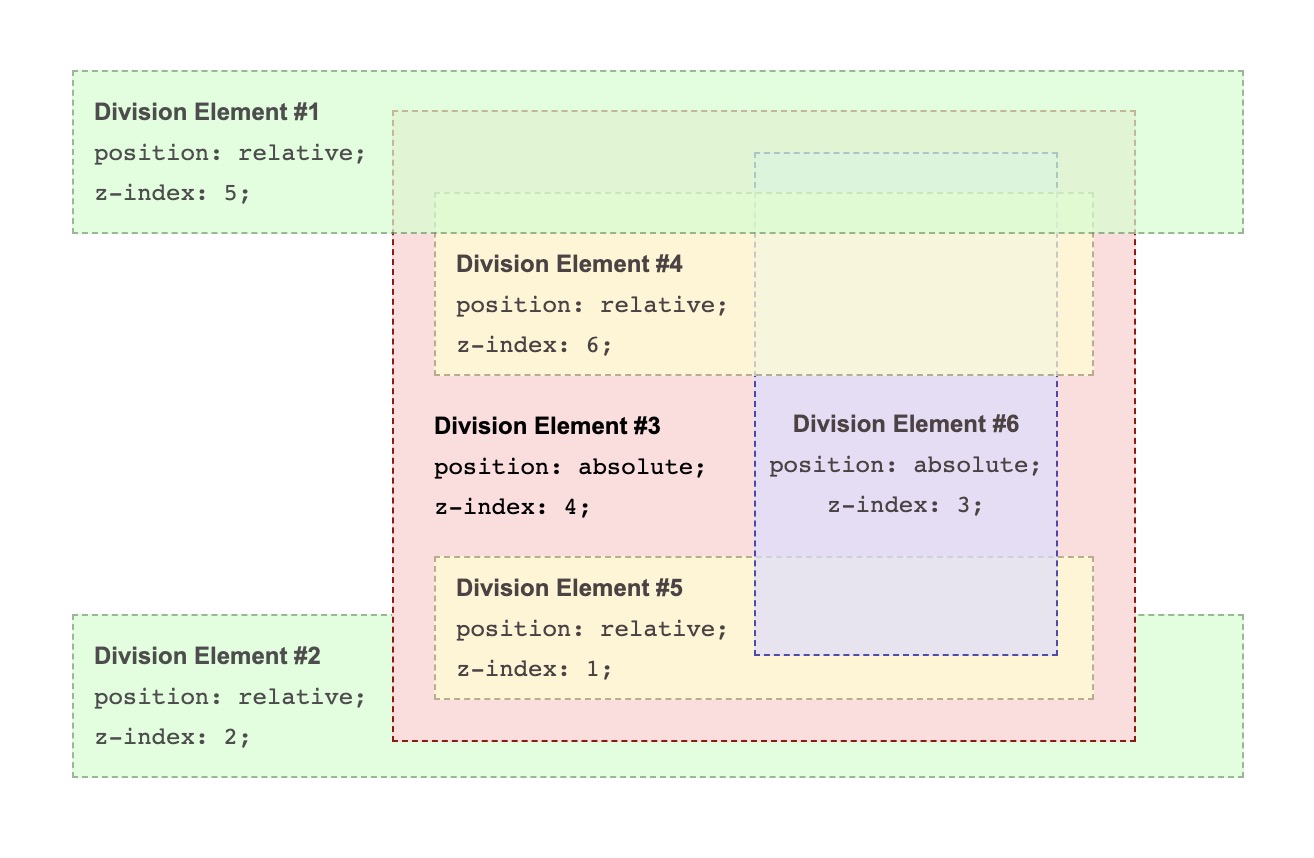 Division Element #1
position: relative;
z-index: 5;
Division Element #4
position: relative;
z-index: 6;
Division Element #3
position: absolute;
z-index: 4;
Division Element #6
position: absolute;
z-index: 3;
Division Element #5
position: relative;
z-index: 1;
Division Element #2
position: relative;
z-index: 2;